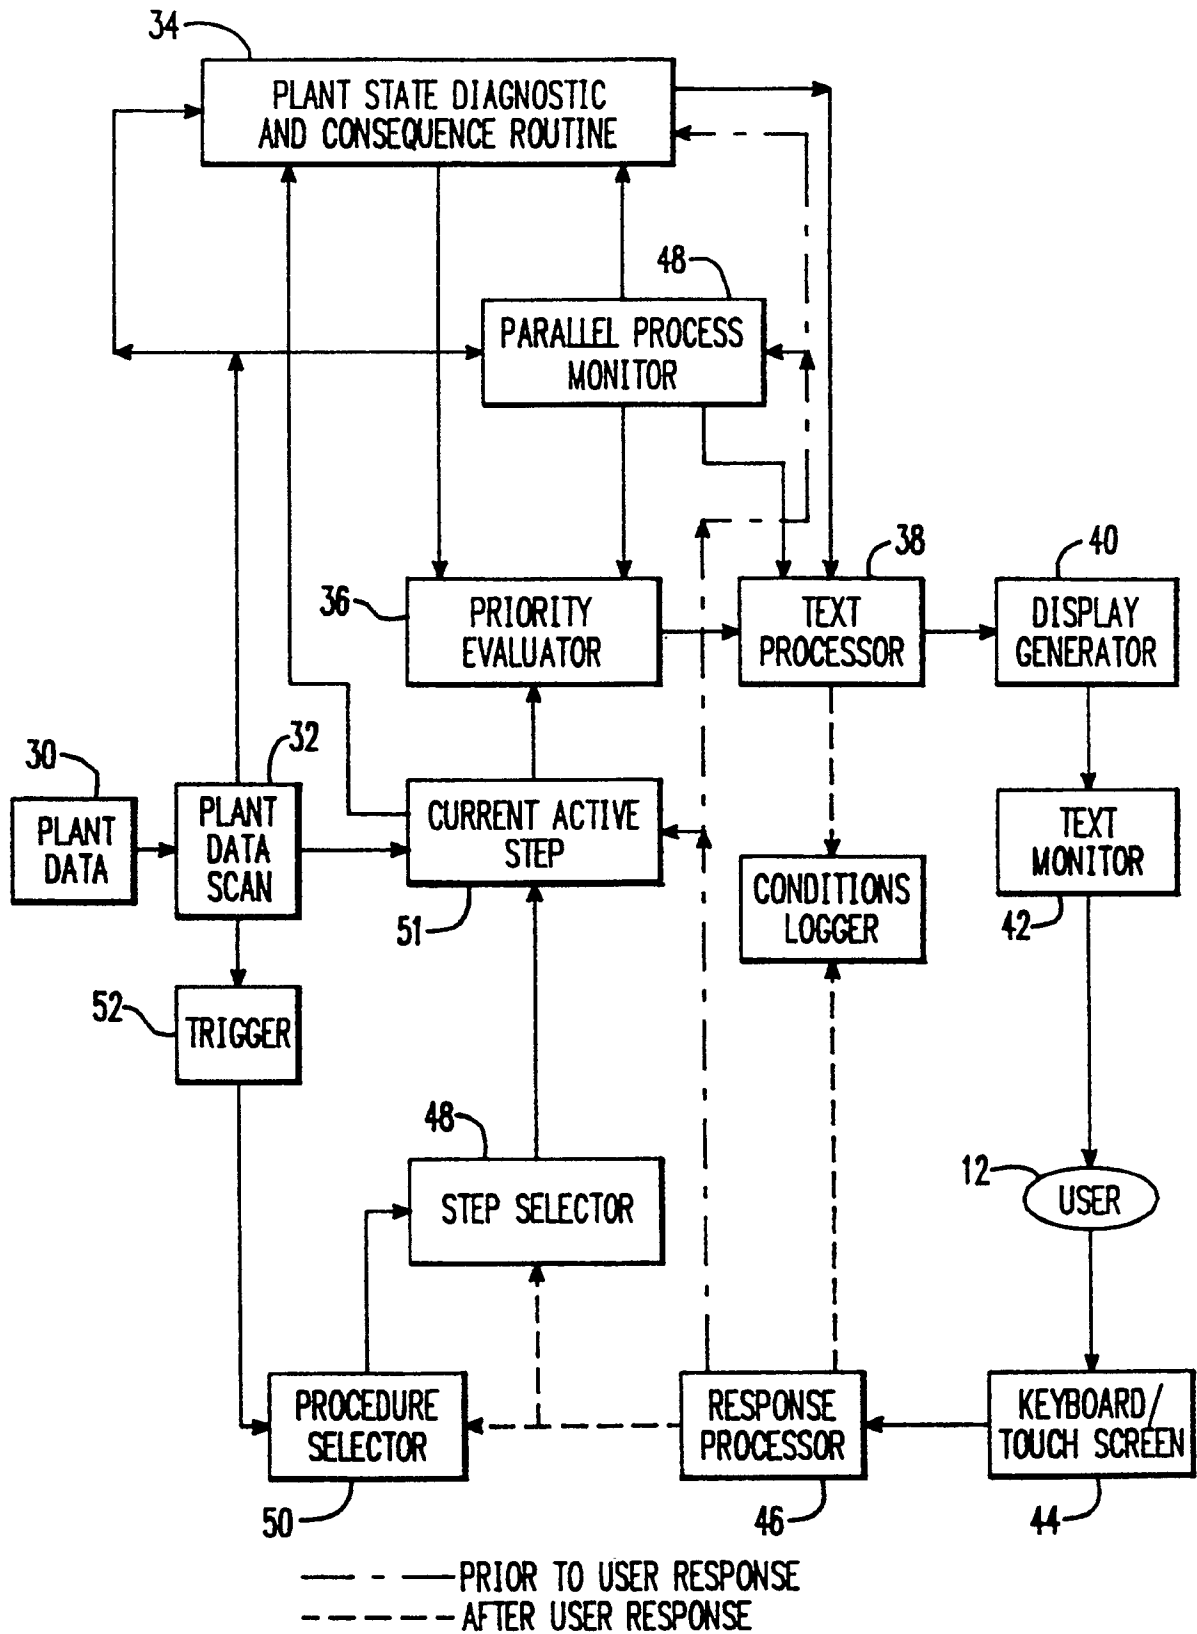 34
PLANT STATE DIAGNOSTIC
AND CONSEQUENCE ROUTINE
48
PARALLEL PROCESS
MONITOR
36
PRIORITY
EVALUATOR
38
TEXT
PROCESSOR
40
DISPLAY
GENERATOR
30
PLANT
DATA
32
PLANT
DATA
SCAN
CURRENT ACTIVE
STEP
51
TEXT
MONITOR
42
CONDITIONS
LOGGER
52
TRIGGER
48
STEP SELECTOR
12
USER
PROCEDURE
SELECTOR
50
RESPONSE
PROCESSOR
46
KEYBOARD/
TOUCH SCREEN
44
PRIOR TO USER RESPONSE
AFTER USER RESPONSE